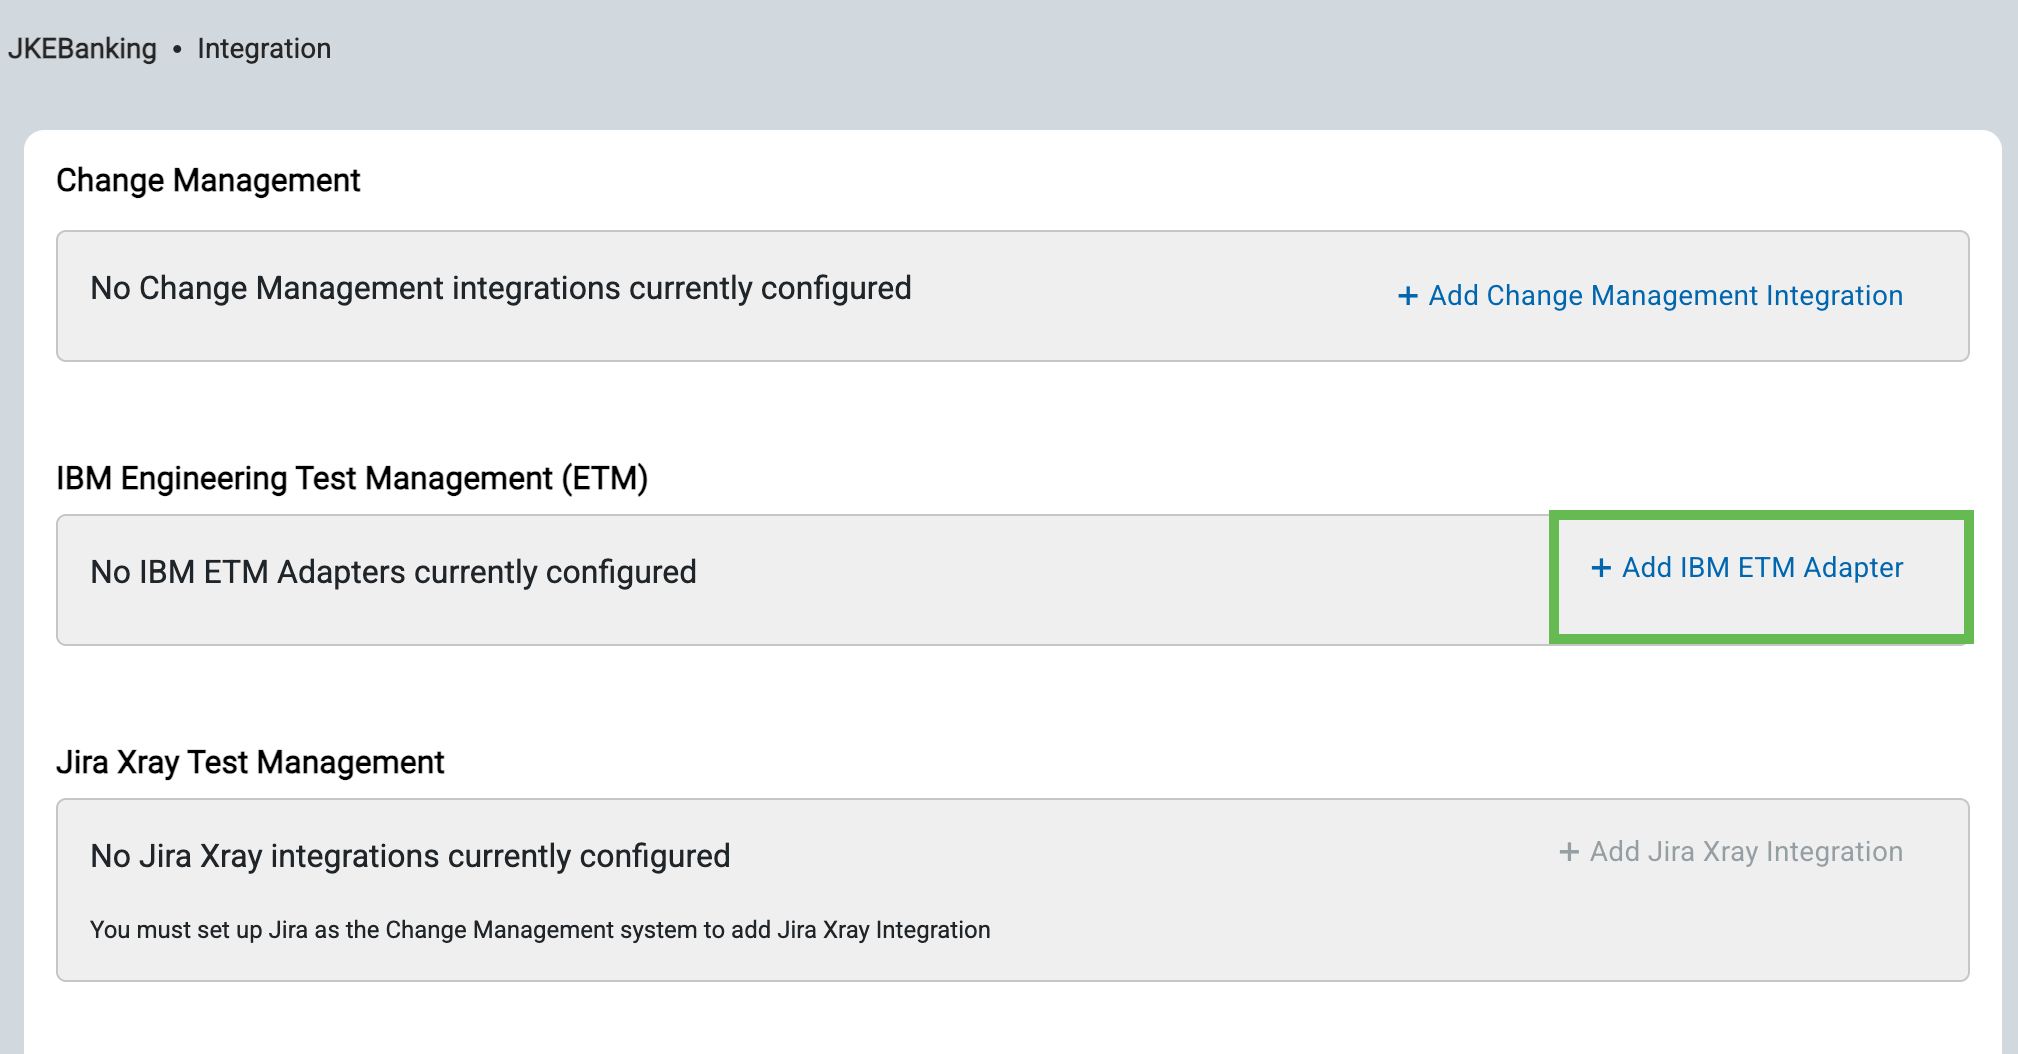 JKEBanking • Integration
Change Management
No Change Management integrations currently configured
+ Add Change Management Integration
IBM Engineering Test Management (ETM)
No IBM ETM Adapters currently configured
+ Add IBM ETM Adapter
Jira Xray Test Management
No Jira Xray integrations currently configured
+ Add Jira Xray Integration
You must set up Jira as the Change Management system to add Jira Xray Integration